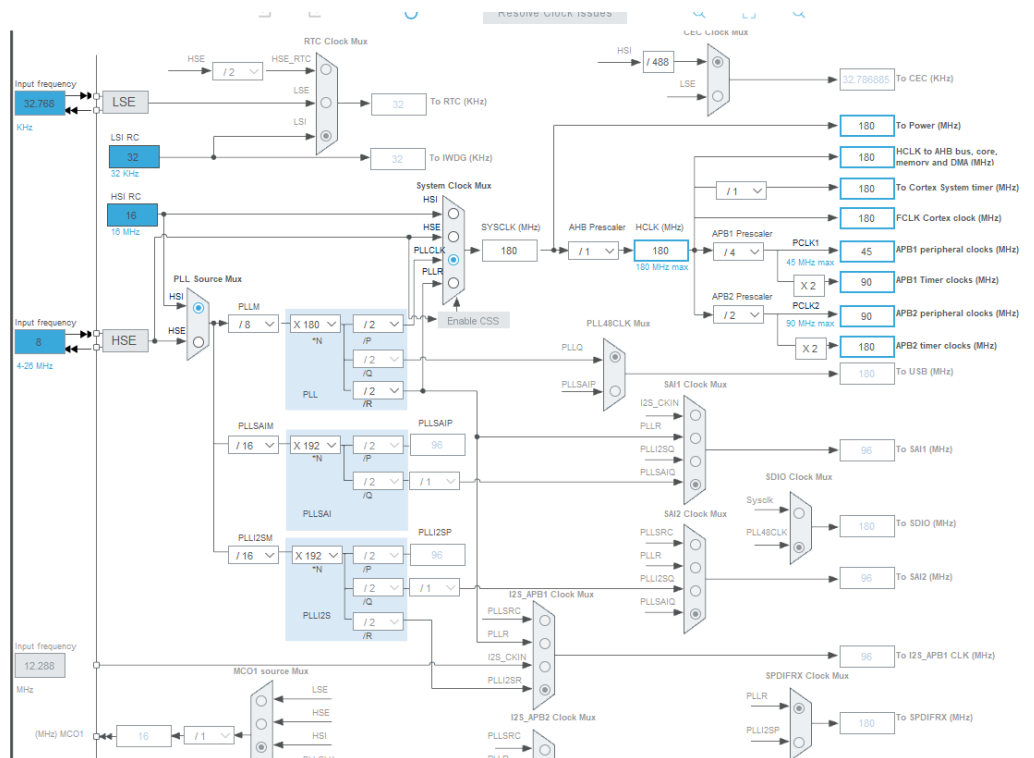 Resolve Clock Issues
RTC Clock Mux
CEC Clock Mux
HSE
/ 2
HSE_RTC
HSI
/ 488
Input frequency
32.768
KHz
LSE
LSE
32
To RTC (KHz)
LSE
32.786885
To CEC (KHz)
LSI
180
To Power (MHz)
LSI RC
32
32 KHz
32
To IWDG (KHz)
180
HCLK to AHB bus, core,
memory and DMA (MHz)
System Clock Mux
HSI RC
16
16 MHz
HSI
/ 1
180
To Cortex System timer (MHz)
HSE
SYSCLK (MHz)
AHB Prescaler
HCLK (MHz)
180
FCLK Cortex clock (MHz)
PLLCLK
180
/ 1
180
180 MHz max
APB1 Prescaler
/ 4
PCLK1
45 MHz max
45
APB1 peripheral clocks (MHz)
PLLR
X 2
90
APB1 Timer clocks (MHz)
PLL Source Mux
HSI
PLLM
/ 8
X 180
*N
/ 2
/P
Enable CSS
APB2 Prescaler
/ 2
PCLK2
90 MHz max
90
APB2 peripheral clocks (MHz)
Input frequency
8
4-26 MHz
HSE
HSE
/ 2
/Q
PLL48CLK Mux
PLLQ
X 2
180
APB2 timer clocks (MHz)
180
To USB (MHz)
/ 2
/R
PLL
PLLSAIP
SAI1 Clock Mux
I2S_CKIN
PLLR
PLLSAIM
/ 16
X 192
*N
/ 2
/P
PLLSAIP
96
PLLI2SQ
96
To SAI1 (MHz)
/ 2
/Q
/ 1
PLLSAIQ
SDIO Clock Mux
PLLSAI
Sysclk
SAI2 Clock Mux
PLL48CLK
180
To SDIO (MHz)
PLLI2SM
/ 16
X 192
*N
/ 2
/P
PLLI2SP
96
PLLSRC
PLLR
/ 2
/Q
/ 1
PLLI2SQ
96
To SAI2 (MHz)
I2S_APB1 Clock Mux
PLLSAIQ
PLLI2S
/ 2
/R
PLLSRC
PLLR
Input frequency
12.288
MHz
I2S_CKIN
96
To I2S_APB1 CLK (MHz)
MCO1 source Mux
PLLI2SR
SPDIFRX Clock Mux
LSE
PLLR
HSE
I2S_APB2 Clock Mux
180
To SPDIFRX (MHz)
(MHz) MCO1
16
/ 1
HSI
PLLSRC
PLLI2SP
PLLCLK
PLLR